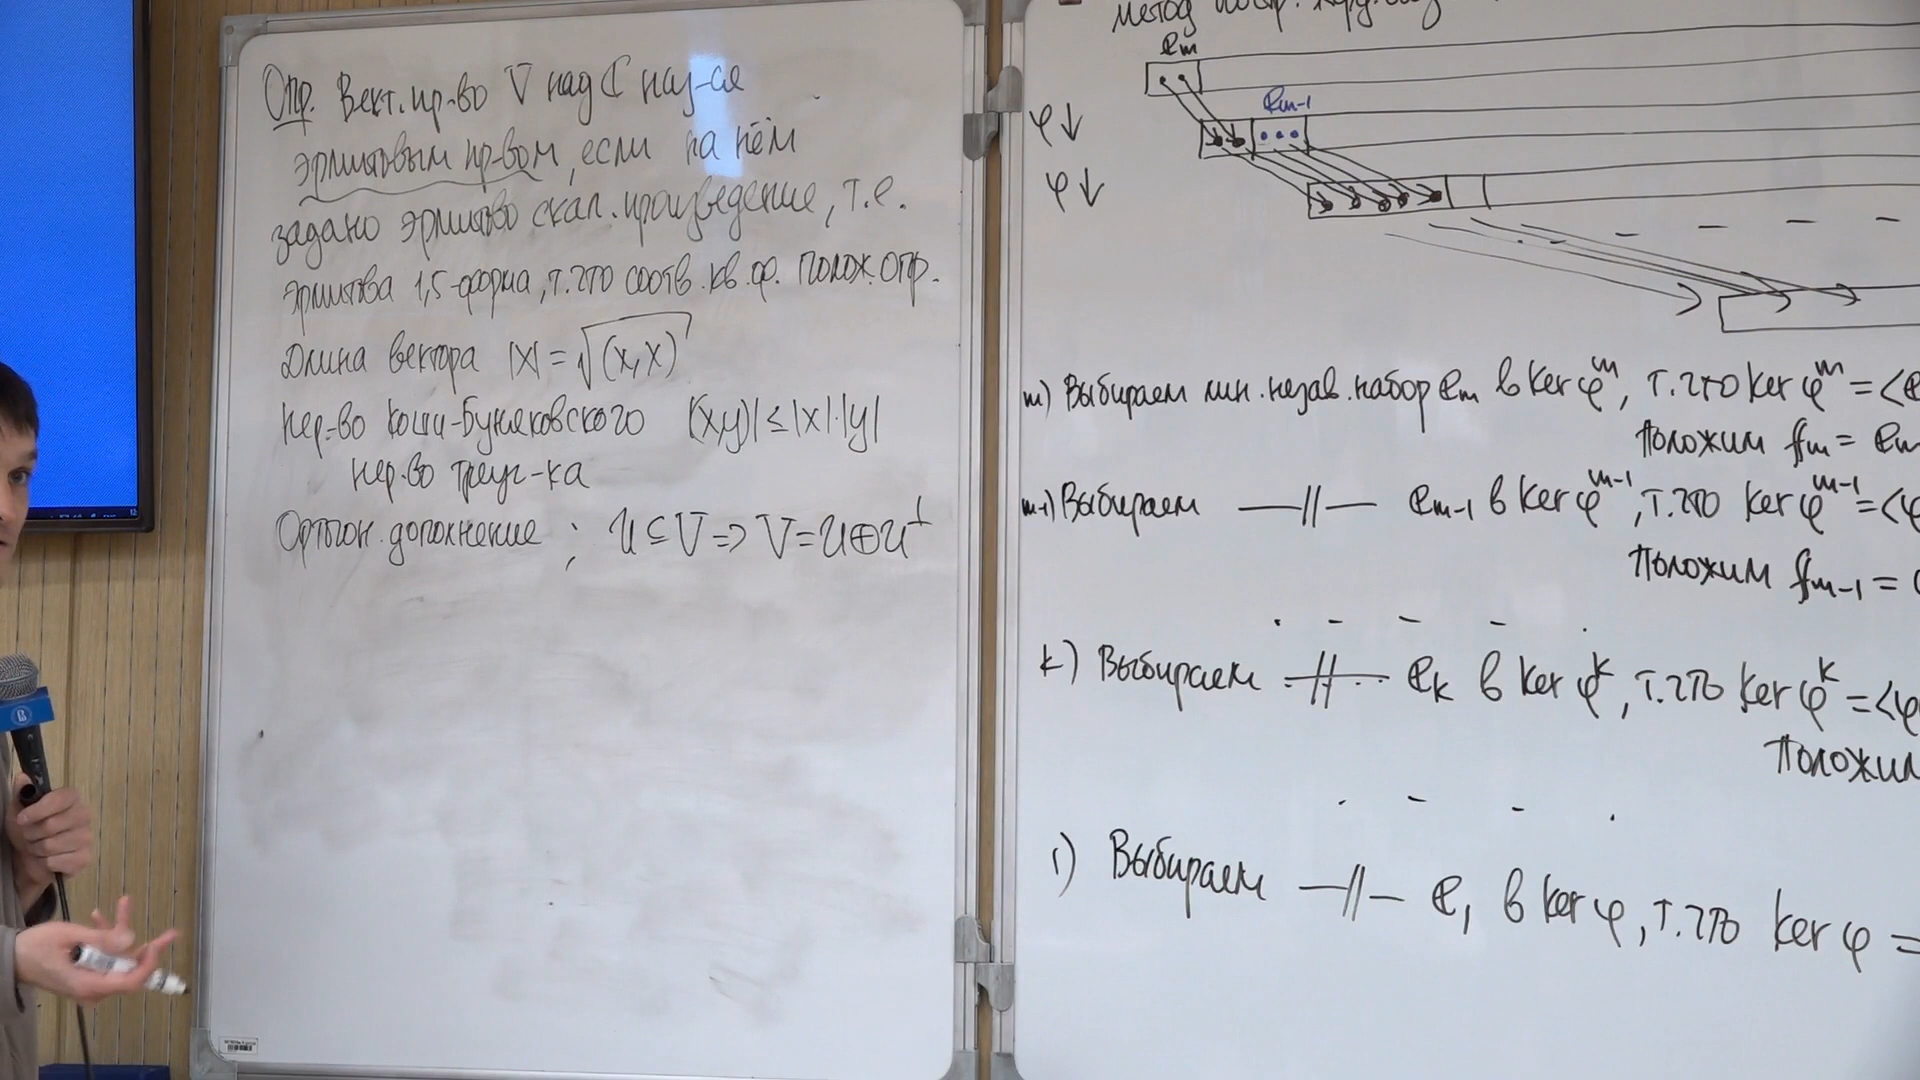 Опр. Вект. пр-во V над ℂ наз-ся
эрмитовым пр-вом, если на нём
задано эрмитово скал. произведение, т.е.
эрмитова 1,5-форма, т. что соотв. кв. ф. полож. опр.
Длина вектора |x| = √(x,x)
Нер-во Коши-Буняковского |(x,y)| ≤ |x|·|y|
нер-во треуг-ка
Ортогон. дополнение ; U ⊆ V ⇒ V = U ⊕ U^⊥
метод
e_m
φ↓
e_m-1
φ↓
m) Выбираем лин. незав. набор e_m в ker φ^m, т.что ker φ^m = <e
Положим f_m = e_m
m-1) Выбираем —//— e_m-1 в ker φ^m-1, т.что ker φ^m-1 = <φ
Положим f_m-1 =
k) Выбираем —//— e_k в ker φ^k, т.что ker φ^k = <φ
Положим
1) Выбираем —//— e_1 в ker φ, т.что ker φ =